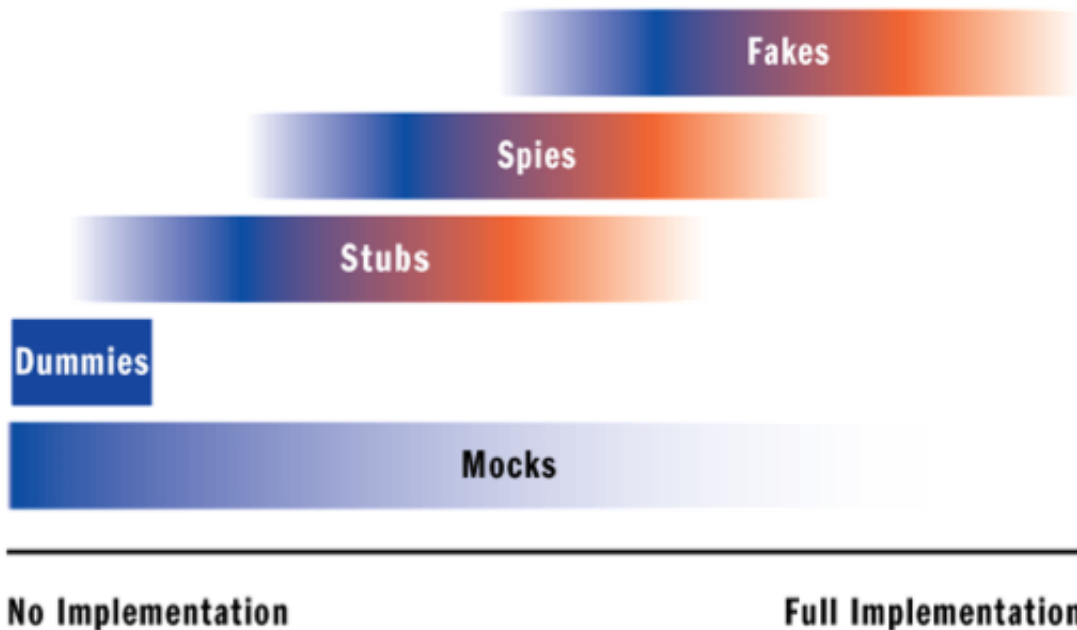 Fakes
Spies
Stubs
Dummies
Mocks
No Implementation
Full Implementation